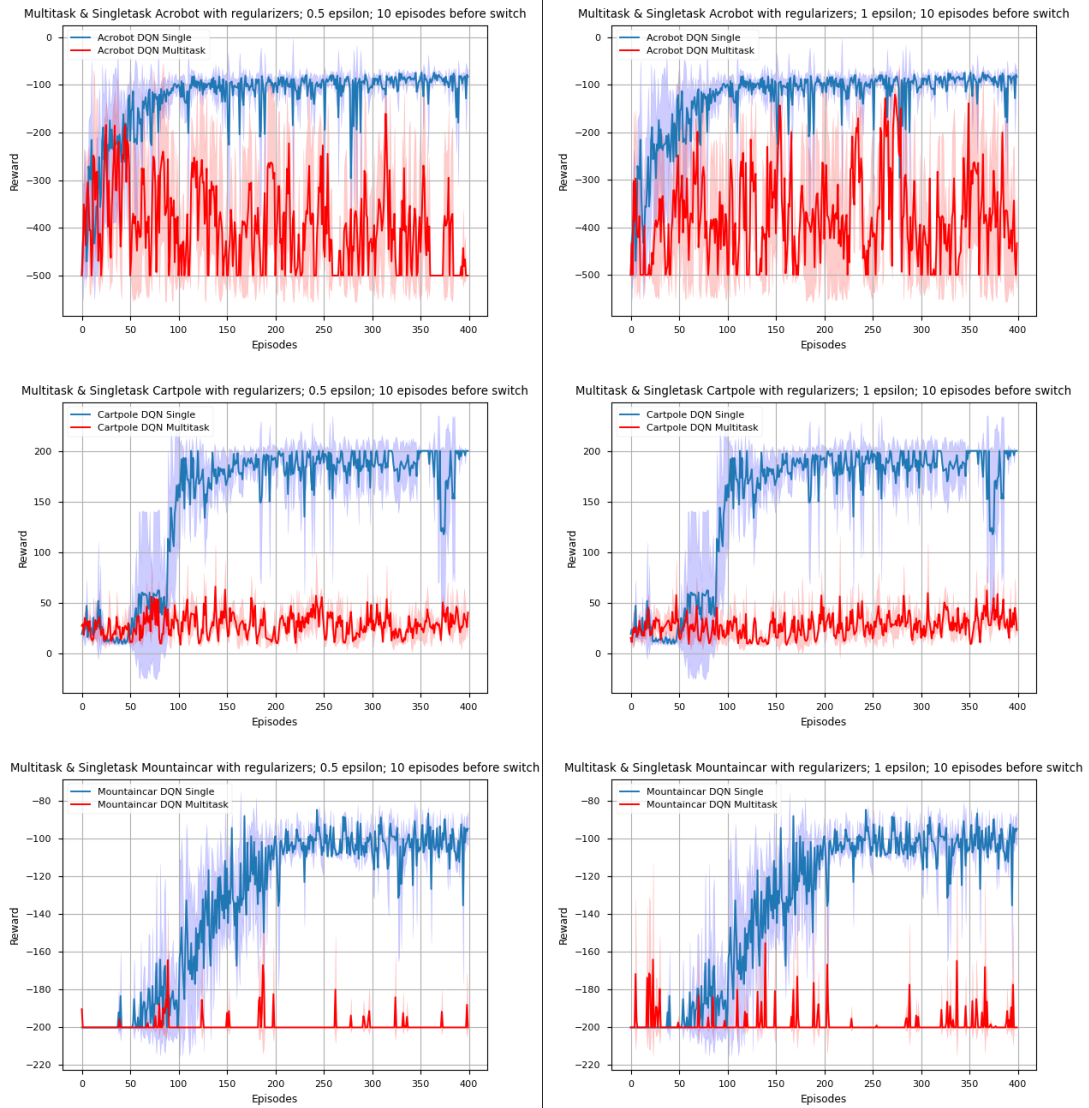 Multitask & Singletask Acrobot with regularizers; 0.5 epsilon; 10 episodes before switch
Acrobot DQN Single
Acrobot DQN Multitask
0
−100
−200
−300
−400
−500
Reward
0 50 100 150 200 250 300 350 400
Episodes
Multitask & Singletask Acrobot with regularizers; 1 epsilon; 10 episodes before switch
Acrobot DQN Single
Acrobot DQN Multitask
0
−100
−200
−300
−400
−500
Reward
0 50 100 150 200 250 300 350 400
Episodes
Multitask & Singletask Cartpole with regularizers; 0.5 epsilon; 10 episodes before switch
Cartpole DQN Single
Cartpole DQN Multitask
200
150
100
50
0
Reward
0 50 100 150 200 250 300 350 400
Episodes
Multitask & Singletask Cartpole with regularizers; 1 epsilon; 10 episodes before switch
Cartpole DQN Single
Cartpole DQN Multitask
200
150
100
50
0
Reward
0 50 100 150 200 250 300 350 400
Episodes
Multitask & Singletask Mountaincar with regularizers; 0.5 epsilon; 10 episodes before switch
Mountaincar DQN Single
Mountaincar DQN Multitask
−80
−100
−120
−140
−160
−180
−200
−220
Reward
0 50 100 150 200 250 300 350 400
Episodes
Multitask & Singletask Mountaincar with regularizers; 1 epsilon; 10 episodes before switch
Mountaincar DQN Single
Mountaincar DQN Multitask
−80
−100
−120
−140
−160
−180
−200
−220
Reward
0 50 100 150 200 250 300 350 400
Episodes